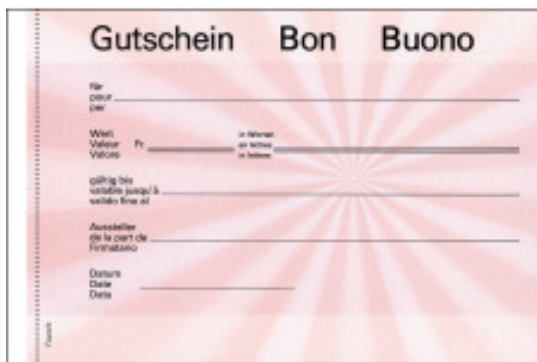 Gutschein Bon Buono
für
pour
per
Wert in Worten
Valeur Fr. en lettres
Valore in lettere
gültig bis
valable jusqu'à
valido fino al
Aussteller
de la part de
Firmatario
Datum
Date
Data